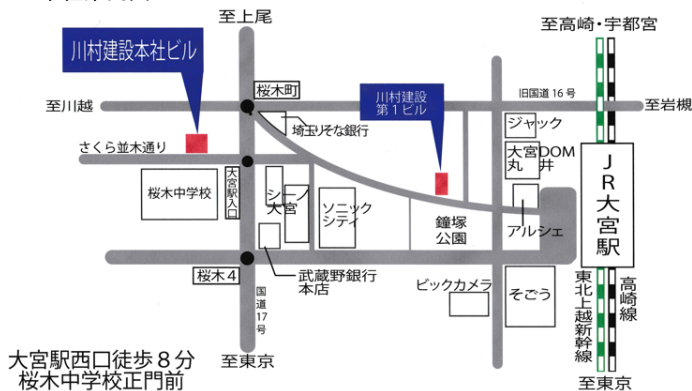 至上尾
至高崎・宇都宮
川村建設本社ビル
桜木町
川村建設
第1ビル
旧国道16号
至川越
至岩槻
埼玉りそな銀行
ジャック
さくら並木通り
大宮DOM
丸井
JR大宮駅
桜木中学校
大宮駅入口
シーノ
大宮
ソニック
シティ
鐘塚
公園
アルシェ
桜木4
武蔵野銀行
本店
ビックカメラ
そごう
国道17号
東北上越新幹線
高崎線
大宮駅西口徒歩8分
桜木中学校正門前
至東京
至東京